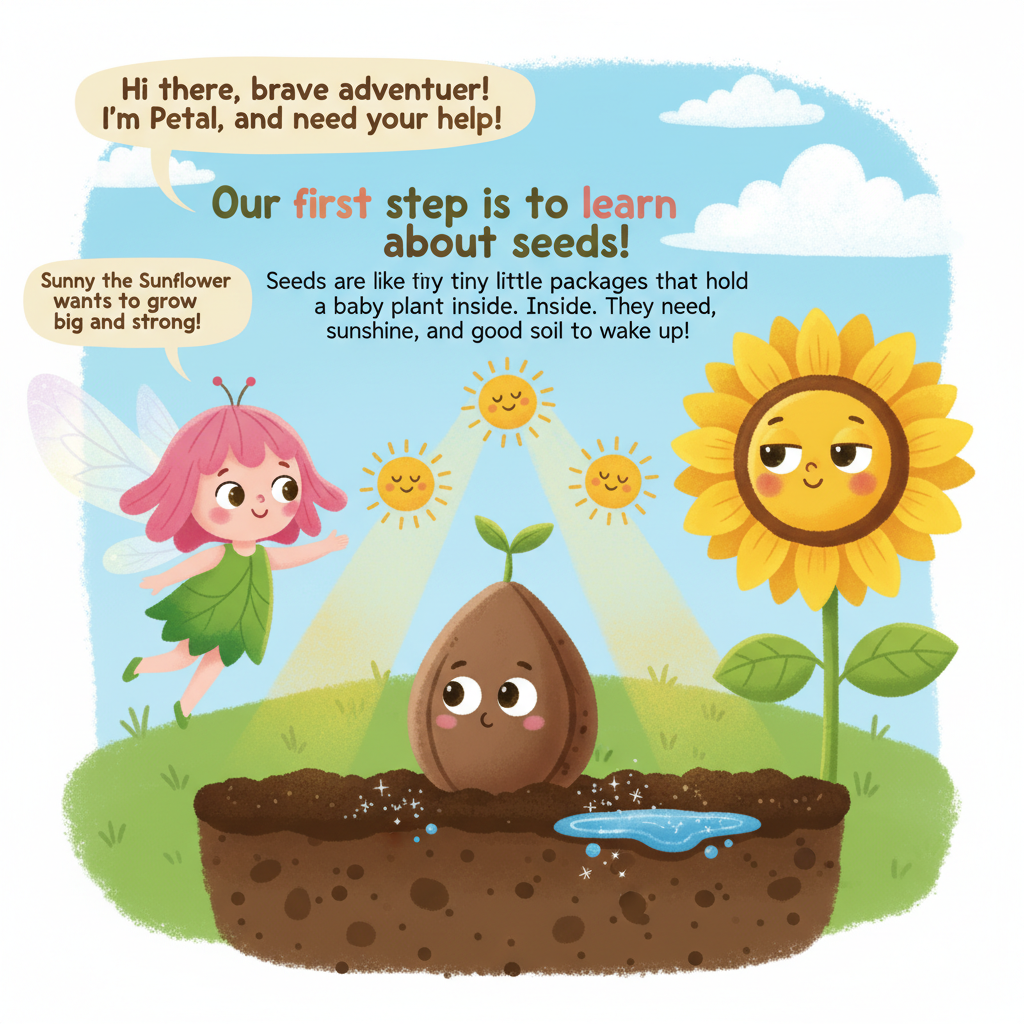 Hi there, brave adventuer!
I'm Petal, and need your help!
Our first step is to learn
about seeds!
Sunny the Sunflower
wants to grow
big and strong!
Seeds are like tiny tiny little packages that hold
a baby plant inside. Inside. They need,
sunshine, and good soil to wake up!